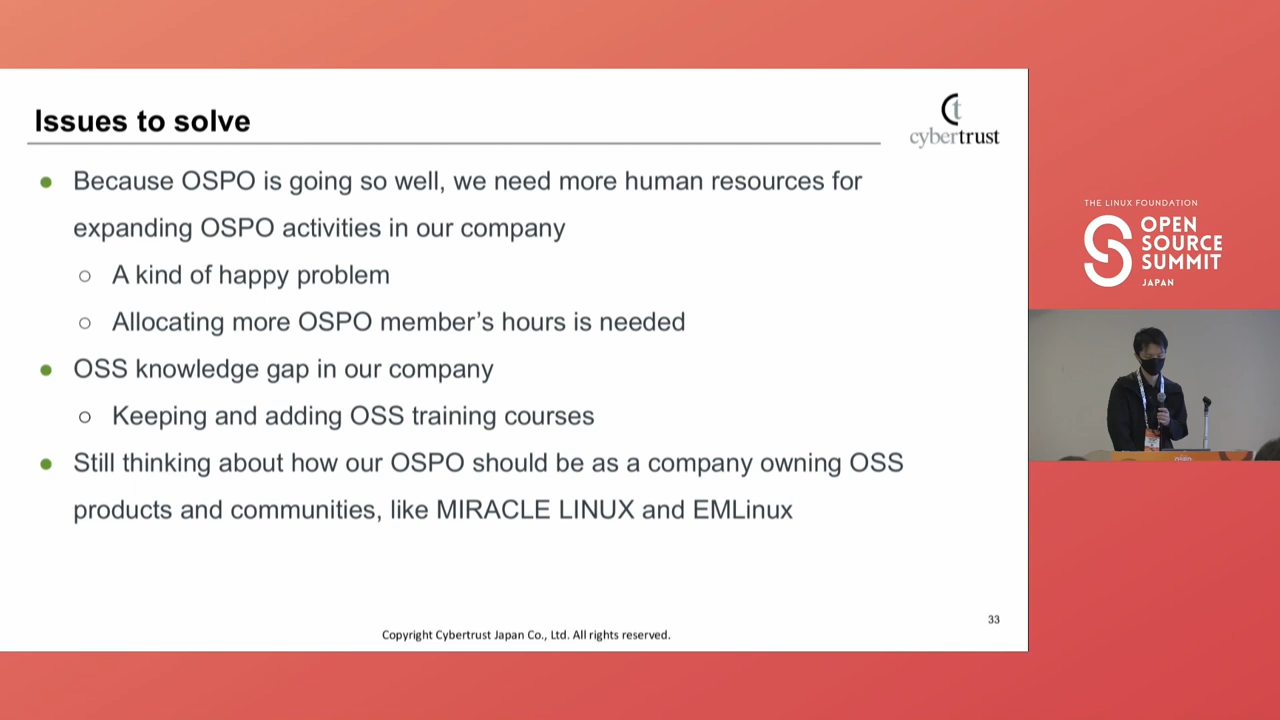 Issues to solve
cybertrust
● Because OSPO is going so well, we need more human resources for
expanding OSPO activities in our company
○ A kind of happy problem
○ Allocating more OSPO member’s hours is needed
● OSS knowledge gap in our company
○ Keeping and adding OSS training courses
● Still thinking about how our OSPO should be as a company owning OSS
products and communities, like MIRACLE LINUX and EMLinux
33
Copyright Cybertrust Japan Co., Ltd. All rights reserved.
THE LINUX FOUNDATION
OPEN
SOURCE
SUMMIT
JAPAN